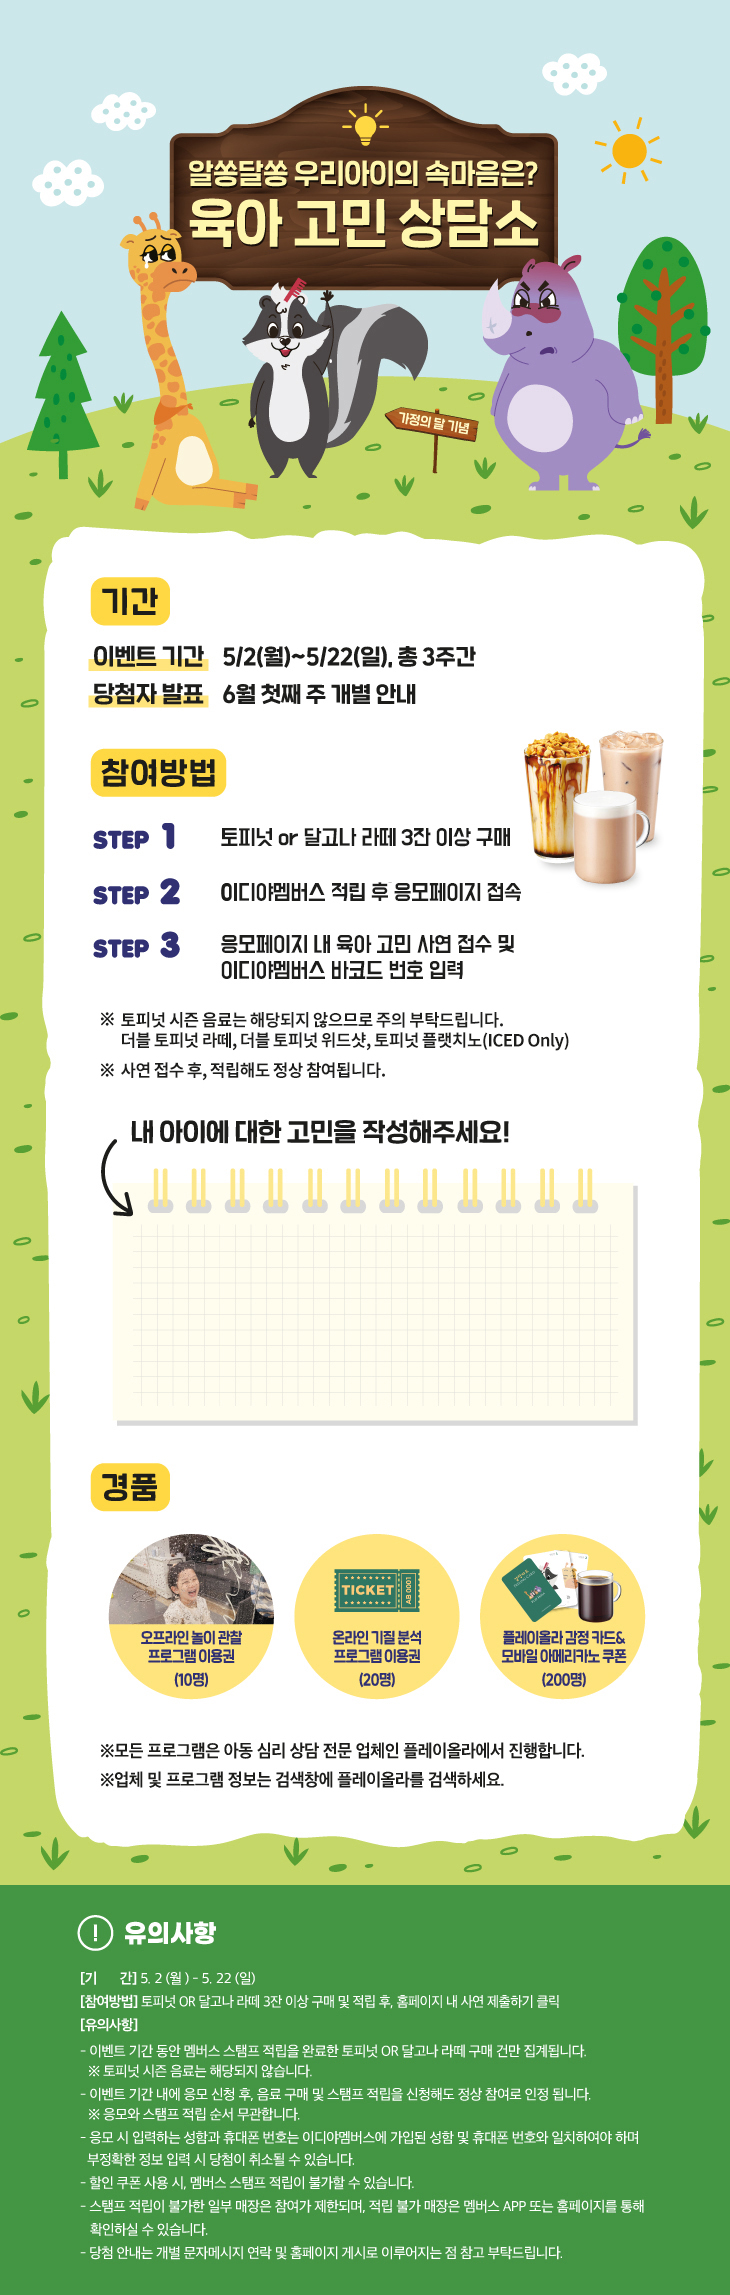 알쏭달쏭 우리아이의 속마음은?
육아 고민 상담소
가정의 달 기념
기간
이벤트 기간 5/2(월)~5/22(일), 총 3주간
당첨자 발표 6월 첫째 주 개별 안내
참여방법
STEP 1 토피넛 or 달고나 라떼 3잔 이상 구매
STEP 2 이디야멤버스 적립 후 응모페이지 접속
STEP 3 응모페이지 내 육아 고민 사연 접수 및
이디야멤버스 바코드 번호 입력
※ 토피넛 시즌 음료는 해당되지 않으므로 주의 부탁드립니다.
더블 토피넛 라떼, 더블 토피넛 위드샷, 토피넛 플랫치노(ICED Only)
※ 사연 접수 후, 적립해도 정상 참여됩니다.
내 아이에 대한 고민을 작성해주세요!
경품
TICKET
AB 0001
오프라인 놀이 관찰
프로그램 이용권
(10명)
온라인 기질 분석
프로그램 이용권
(20명)
플레이올라 감정 카드&
모바일 아메리카노 쿠폰
(200명)
※모든 프로그램은 아동 심리 상담 전문 업체인 플레이올라에서 진행합니다.
※업체 및 프로그램 정보는 검색창에 플레이올라를 검색하세요.
! 유의사항
[기 간] 5. 2 (월 ) - 5. 22 (일)
[참여방법] 토피넛 OR 달고나 라떼 3잔 이상 구매 및 적립 후, 홈페이지 내 사연 제출하기 클릭
[유의사항]
- 이벤트 기간 동안 멤버스 스탬프 적립을 완료한 토피넛 OR 달고나 라떼 구매 건만 집계됩니다.
※ 토피넛 시즌 음료는 해당되지 않습니다.
- 이벤트 기간 내에 응모 신청 후, 음료 구매 및 스탬프 적립을 신청해도 정상 참여로 인정 됩니다.
※ 응모와 스탬프 적립 순서 무관합니다.
- 응모 시 입력하는 성함과 휴대폰 번호는 이디야멤버스에 가입된 성함 및 휴대폰 번호와 일치하여야 하며
부정확한 정보 입력 시 당첨이 취소될 수 있습니다.
- 할인 쿠폰 사용 시, 멤버스 스탬프 적립이 불가할 수 있습니다.
- 스탬프 적립이 불가한 일부 매장은 참여가 제한되며, 적립 불가 매장은 멤버스 APP 또는 홈페이지를 통해
확인하실 수 있습니다.
- 당첨 안내는 개별 문자메시지 연락 및 홈페이지 게시로 이루어지는 점 참고 부탁드립니다.